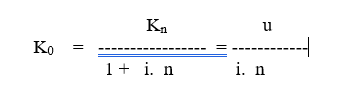 Kn u
K0 = ----------------- = ------------
1 + i. n i. n